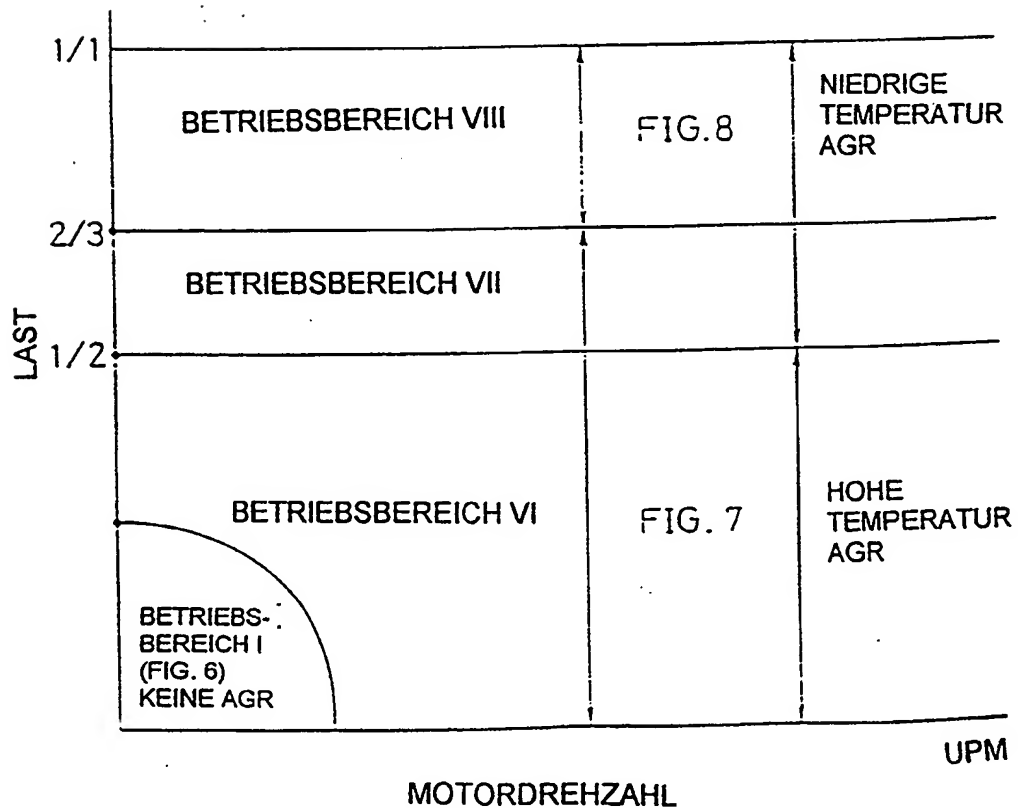 1/1
BETRIEBSBEREICH VIII
FIG.8
NIEDRIGE
TEMPERATUR
AGR
2/3
BETRIEBSBEREICH VII
LAST
1/2
BETRIEBSBEREICH VI
FIG. 7
HOHE
TEMPERATUR
AGR
BETRIEBS-
BEREICH I
(FIG. 6)
KEINE AGR
UPM
MOTORDREHZAHL